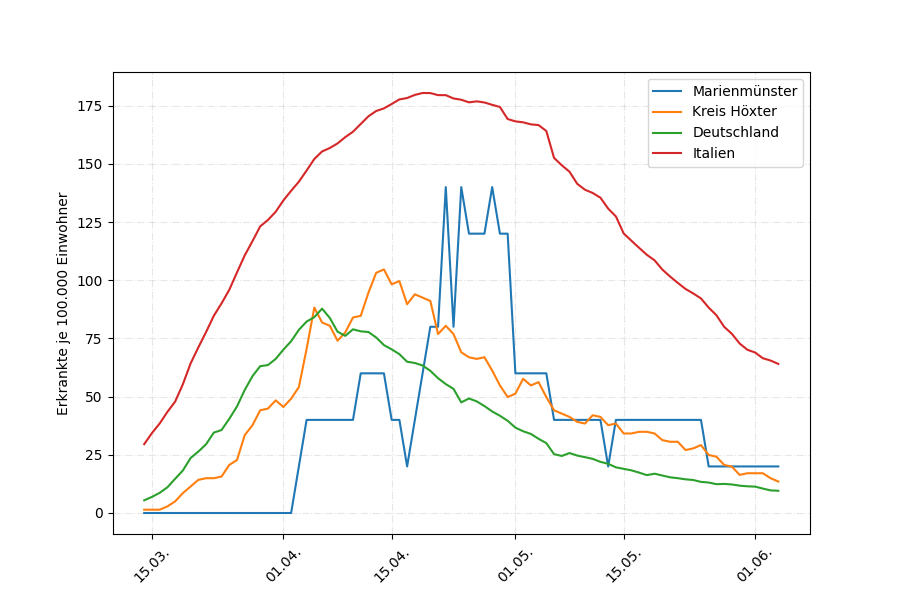 Erkrankte je 100.000 Einwohner
175
150
125
100
75
50
25
0
Marienmünster
Kreis Höxter
Deutschland
Italien
15.03.
01.04.
15.04.
01.05.
15.05.
01.06.